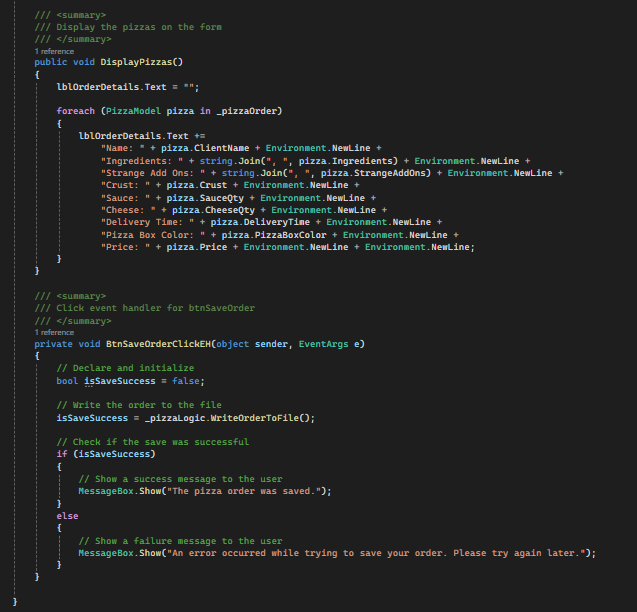 /// <summary>
/// Display the pizzas on the form
/// </summary>
1 reference
public void DisplayPizzas()
{
lblOrderDetails.Text = "";
foreach (PizzaModel pizza in _pizzaOrder)
{
lblOrderDetails.Text +=
"Name: " + pizza.ClientName + Environment.NewLine +
"Ingredients: " + string.Join(", ", pizza.Ingredients) + Environment.NewLine +
"Strange Add Ons: " + string.Join(", ", pizza.StrangeAddOns) + Environment.NewLine +
"Crust: " + pizza.Crust + Environment.NewLine +
"Sauce: " + pizza.SauceQty + Environment.NewLine +
"Cheese: " + pizza.CheeseQty + Environment.NewLine +
"Delivery Time: " + pizza.DeliveryTime + Environment.NewLine +
"Pizza Box Color: " + pizza.PizzaBoxColor + Environment.NewLine +
"Price: " + pizza.Price + Environment.NewLine + Environment.NewLine;
}
}
/// <summary>
/// Click event handler for btnSaveOrder
/// </summary>
1 reference
private void BtnSaveOrderClickEH(object sender, EventArgs e)
{
// Declare and initialize
bool isSaveSuccess = false;
// Write the order to the file
isSaveSuccess = _pizzaLogic.WriteOrderToFile();
// Check if the save was successful
if (isSaveSuccess)
{
// Show a success message to the user
MessageBox.Show("The pizza order was saved.");
}
else
{
// Show a failure message to the user
MessageBox.Show("An error occurred while trying to save your order. Please try again later.");
}
}
}